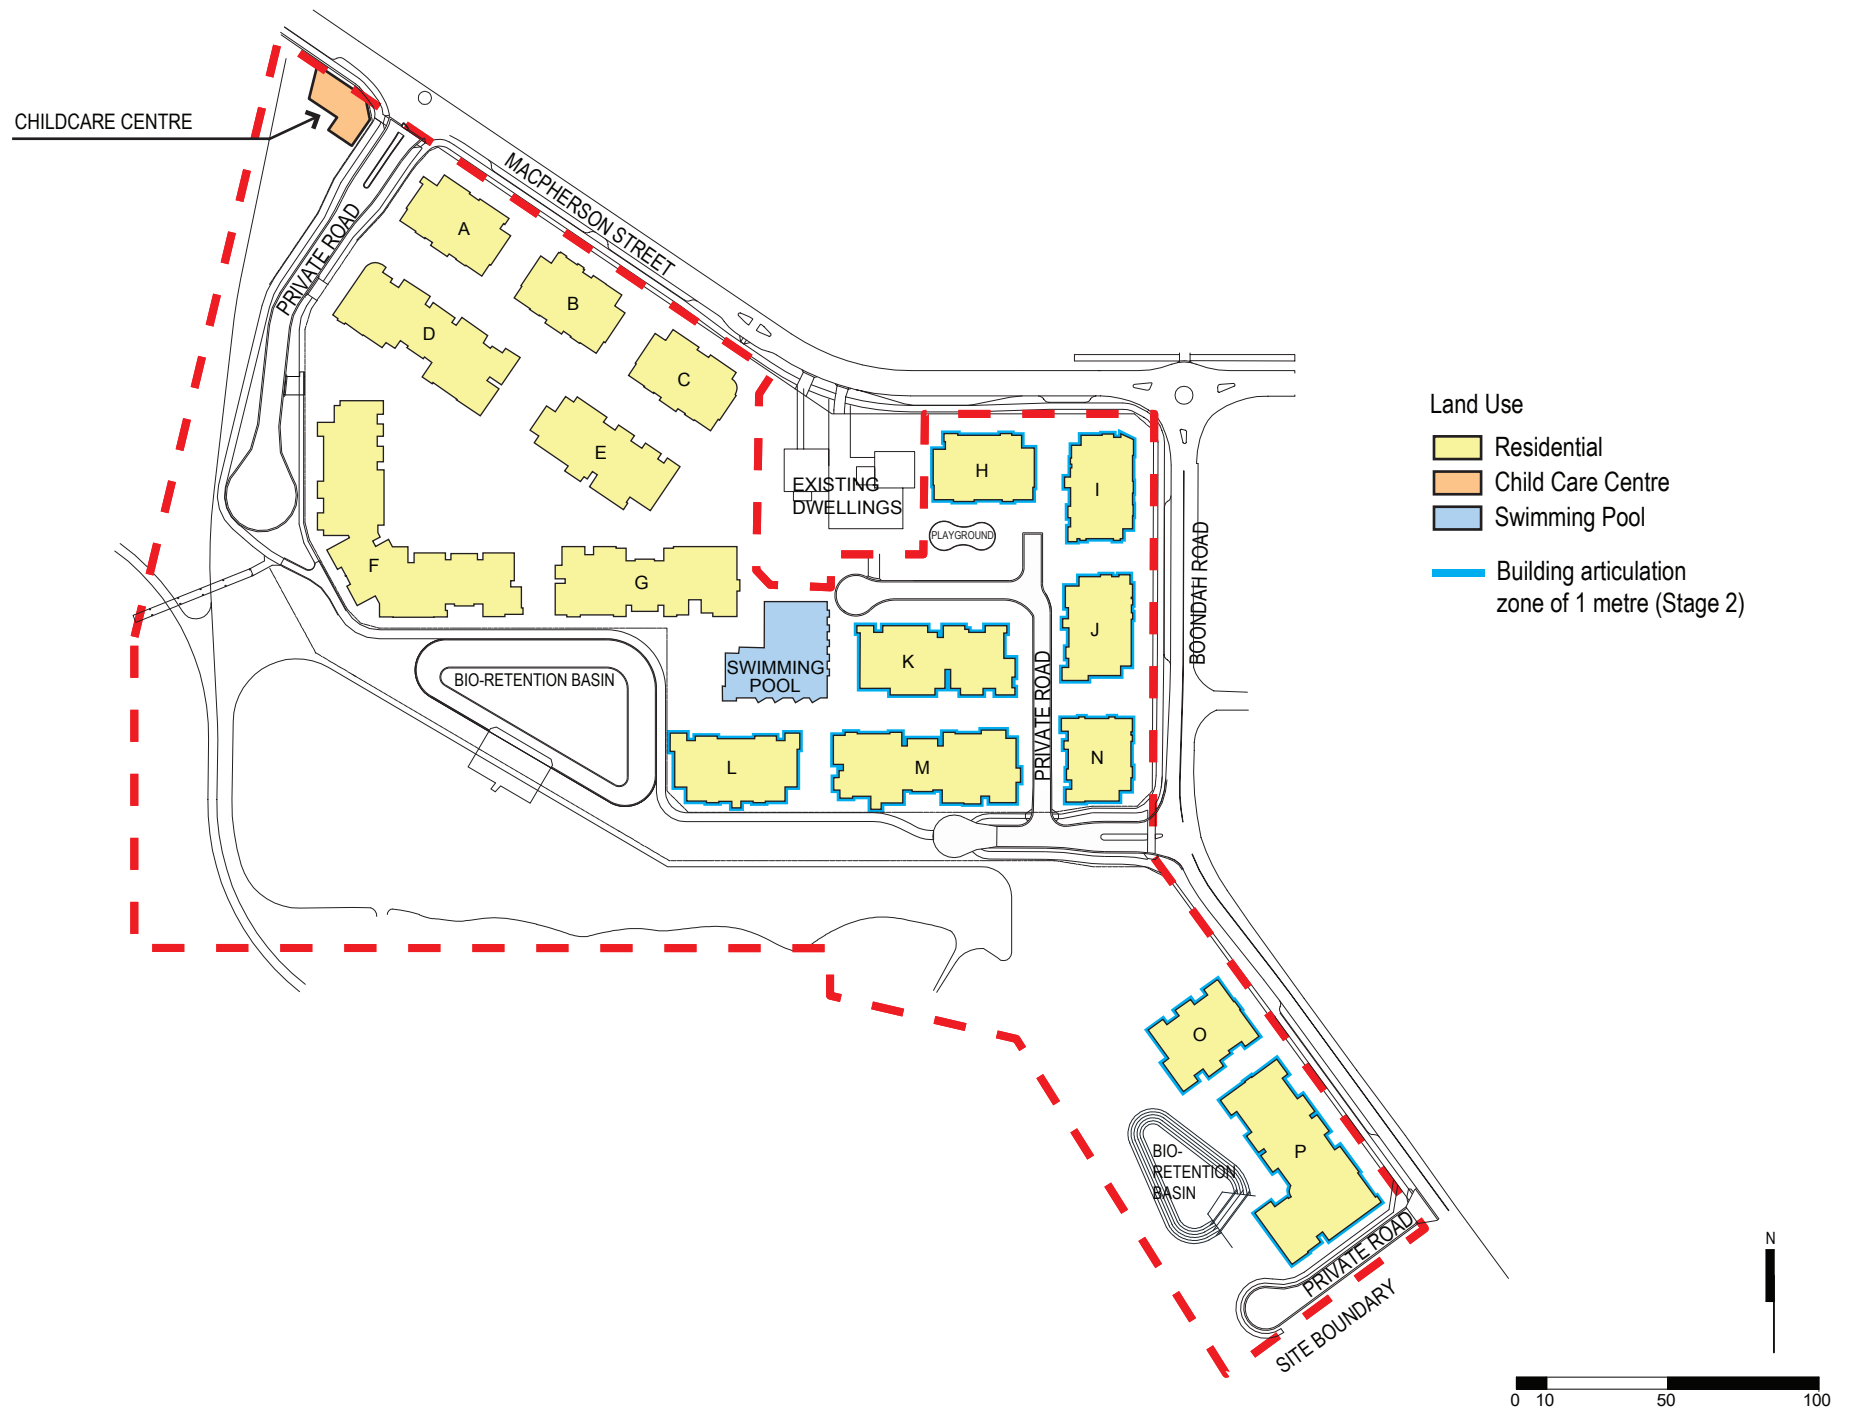 CHILDCARE CENTRE
MACPHERSON STREET
PRIVATE ROAD
A
B
C
D
E
F
G
EXISTING
DWELLINGS
H
I
PLAYGROUND
BOONDAH ROAD
J
K
SWIMMING
POOL
BIO-RETENTION BASIN
L
M
PRIVATE ROAD
N
O
P
BIO-
RETENTION
BASIN
PRIVATE ROAD
SITE BOUNDARY
Land Use
Residential
Child Care Centre
Swimming Pool
Building articulation
zone of 1 metre (Stage 2)
N
0 10 50 100